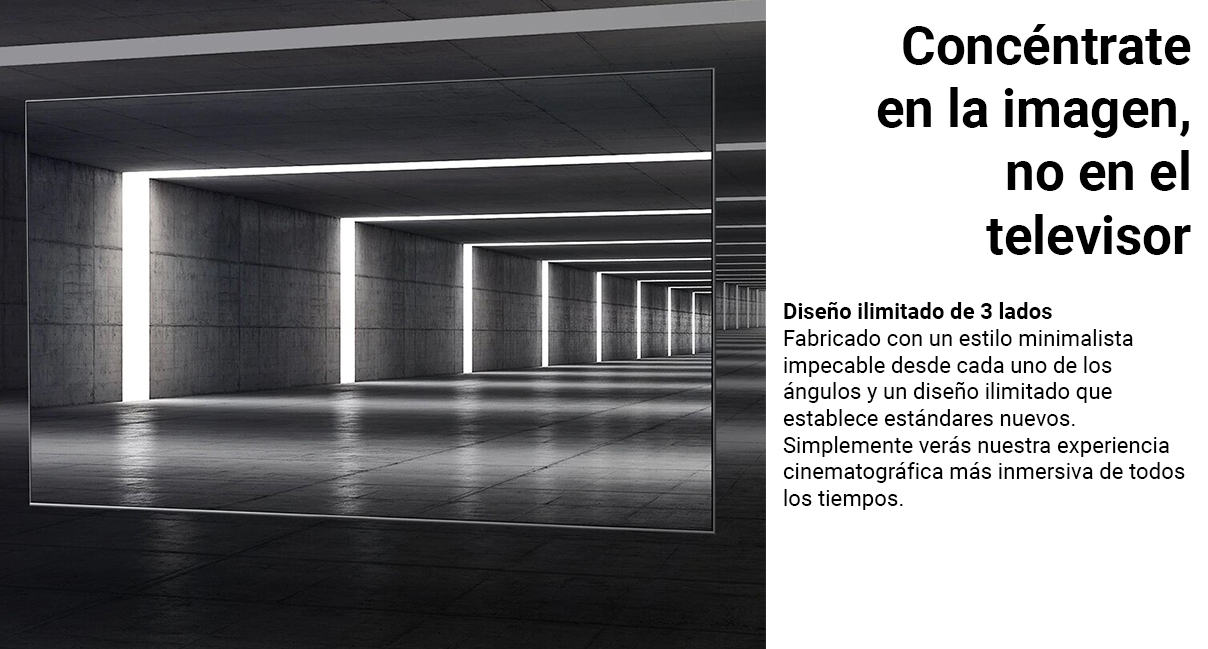 Concéntrate
en la imagen,
no en el
televisor
Diseño ilimitado de 3 lados
Fabricado con un estilo minimalista
impecable desde cada uno de los
ángulos y un diseño ilimitado que
establece estándares nuevos.
Simplemente verás nuestra experiencia
cinematográfica más inmersiva de todos
los tiempos.